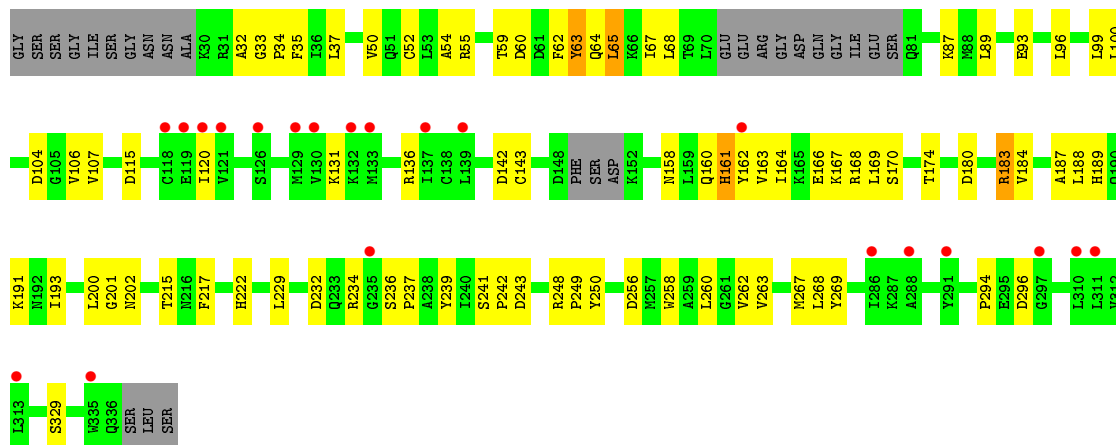 GLY SER SER GLY ILE SER GLY ASN ASN ALA K30 R31 A32 G33 P34 F35 I36 L37 V50 Q51 C52 L53 A54 R55 T59 D60 D61 F62 Y63 Q64 L65 K66 I67 L68 T69 L70 GLU GLU ARG GLY ASP GLN GLY ILE GLU SER Q81 K87 M88 L89 E93 L96 L99 L100
D104 G105 V106 V107 D115 C118 E119 I120 V121 S126 M129 V130 K131 K132 M133 R136 I137 C138 L139 D142 C143 D148 PHE SER ASP K152 N158 L159 Q160 H161 Y162 V163 I164 K165 E166 K167 R168 L169 S170 T174 D180 R183 V184 A187 L188 H189 Q190
K191 N192 I193 L200 G201 N202 T215 N216 F217 H222 L229 D232 Q233 R234 G235 S236 P237 A238 Y239 I240 S241 P242 D243 R248 P249 Y250 D256 M257 W258 A259 L260 G261 V262 V263 M267 L268 Y269 I286 K287 A288 Y291 P294 E295 D296 G297 L310 L311
L313 S329 W335 Q336 SER LEU SER